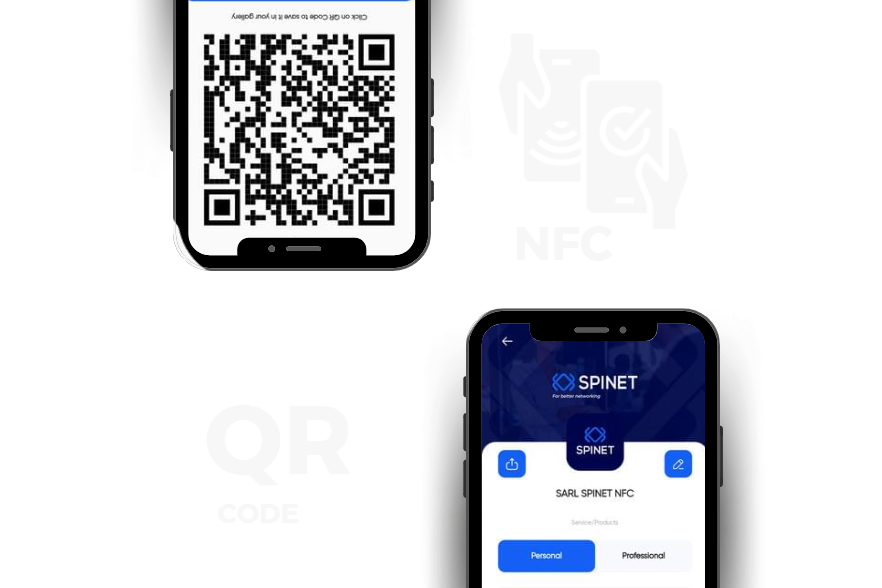 Click on QR Code to save it in your gallery
NFC
SPINET
For better networking
SPINET
SARL SPINET NFC
Service/Products
Personal
Professional
QR
CODE